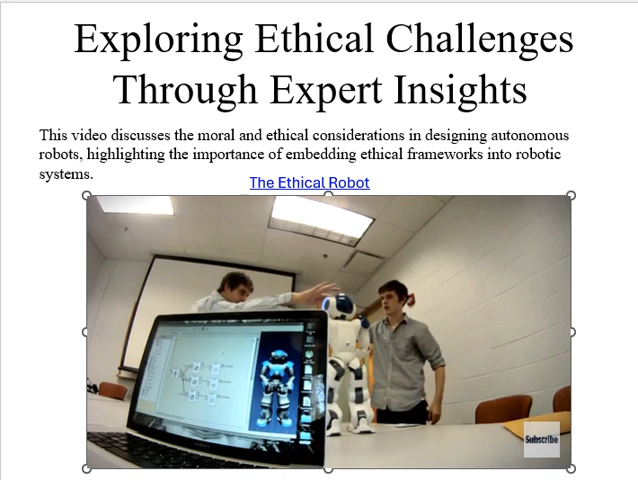 Exploring Ethical Challenges
Through Expert Insights
This video discusses the moral and ethical considerations in designing autonomous
robots, highlighting the importance of embedding ethical frameworks into robotic
systems.
The Ethical Robot
Subscribe